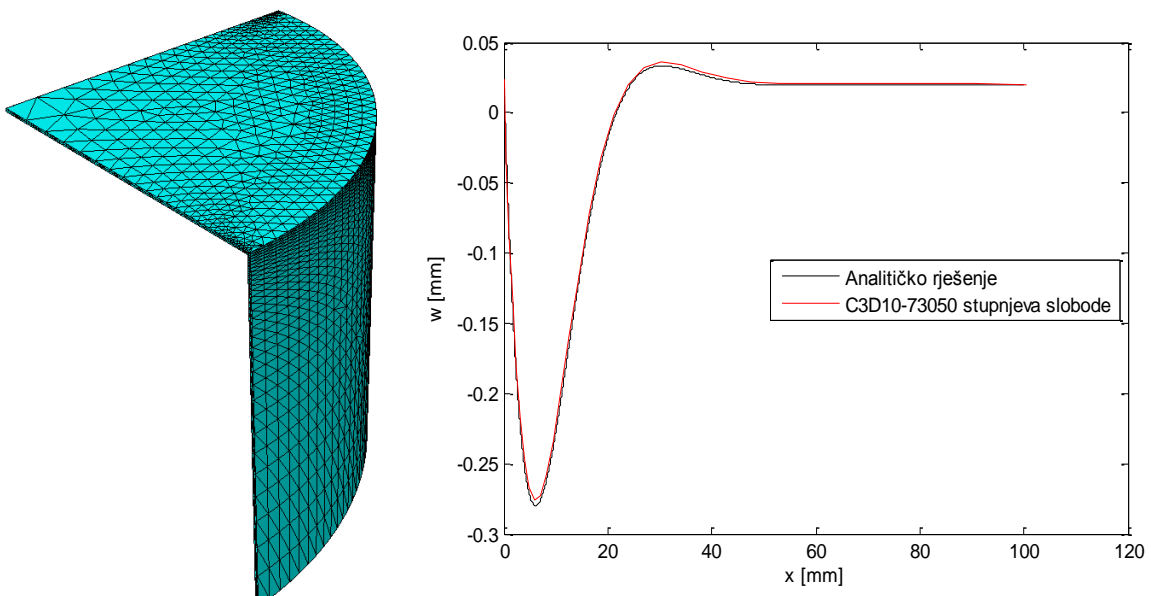 0.05
0
-0.05
-0.1
-0.15
-0.2
-0.25
-0.3
w [mm]
Analitičko rješenje
C3D10-73050 stupnjeva slobode
0 20 40 60 80 100 120
x [mm]